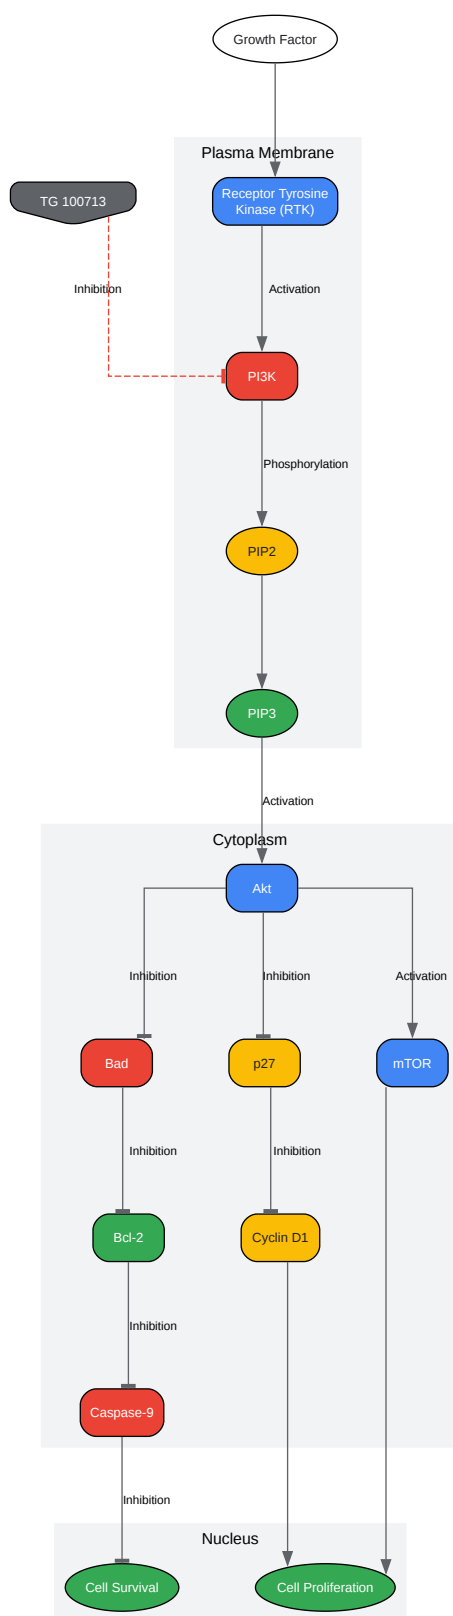 Growth Factor
Plasma Membrane
TG 100713
Receptor Tyrosine
Kinase (RTK)
Inhibition
Activation
PI3K
Phosphorylation
PIP2
PIP3
Activation
Cytoplasm
Akt
Inhibition
Inhibition
Activation
Bad
p27
mTOR
Inhibition
Inhibition
Bcl-2
Cyclin D1
Inhibition
Caspase-9
Inhibition
Nucleus
Cell Survival
Cell Proliferation